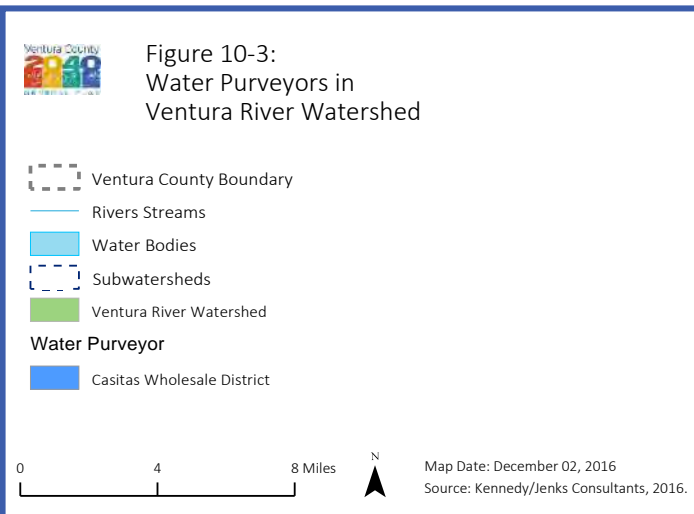 Ventura County
2040
Figure 10-3:
Water Purveyors in
Ventura River Watershed
Ventura County Boundary
Rivers Streams
Water Bodies
Subwatersheds
Ventura River Watershed
Water Purveyor
Casitas Wholesale District
0 4 8 Miles
N
Map Date: December 02, 2016
Source: Kennedy/Jenks Consultants, 2016.